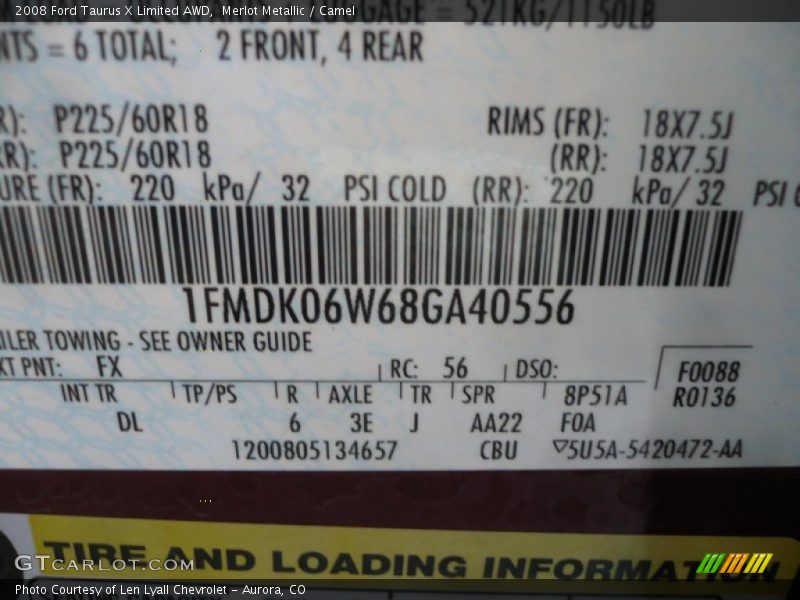 2008 Ford Taurus X Limited AWD, Merlot Metallic / Camel
GAGE = 521KG/1150LB
NTS = 6 TOTAL; 2 FRONT, 4 REAR
R): P225/60R18 RIMS (FR): 18X7.5J
RR): P225/60R18 (RR): 18X7.5J
URE (FR): 220 kPa/ 32 PSI COLD (RR): 220 kPa/ 32 PSI C
1FMDK06W68GA40556
ILER TOWING - SEE OWNER GUIDE
XT PNT: FX RC: 56 DSO: F0088
INT TR TP/PS R AXLE TR SPR 8P51A R0136
DL 6 3E J AA22 F0A
1200805134657 CBU 5U5A-5420472-AA
TIRE AND LOADING INFORMATION
GTcarlot.com
Photo Courtesy of Len Lyall Chevrolet - Aurora, CO